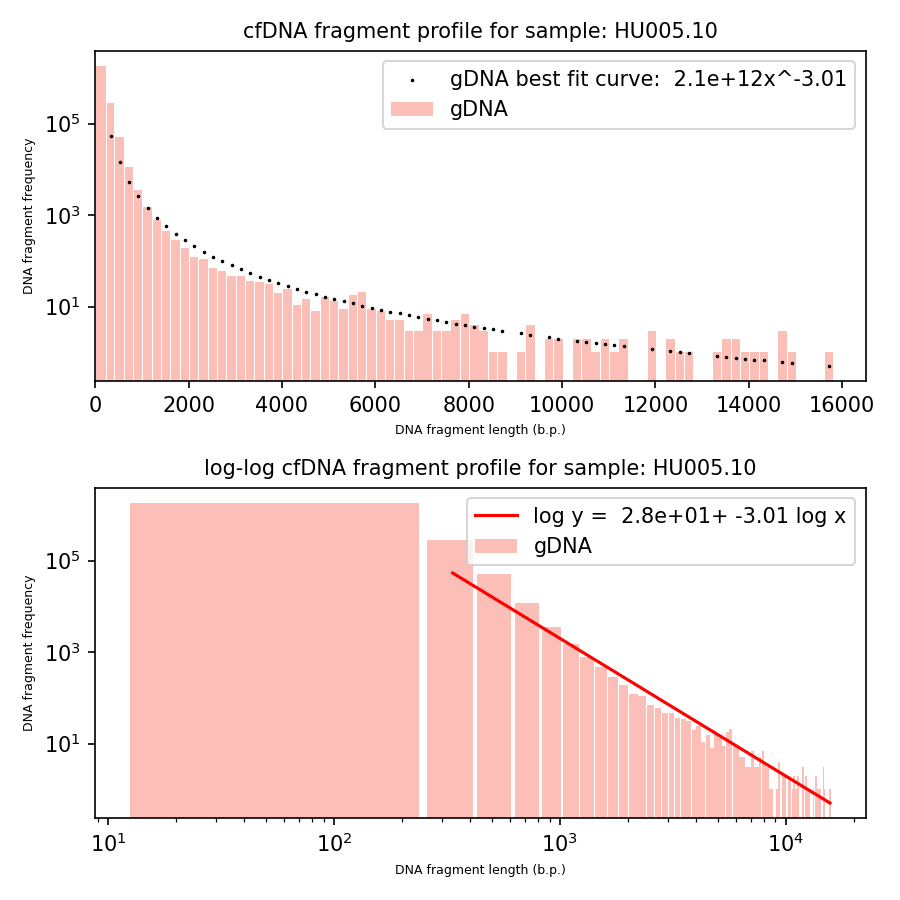 cfDNA fragment profile for sample: HU005.10
gDNA best fit curve:  2.1e+12x^-3.01
gDNA
DNA fragment frequency
10^5
10^3
10^1
0 2000 4000 6000 8000 10000 12000 14000 16000
DNA fragment length (b.p.)
log-log cfDNA fragment profile for sample: HU005.10
log y =  2.8e+01+ -3.01 log x
gDNA
DNA fragment frequency
10^5
10^3
10^1
10^1 10^2 10^3 10^4
DNA fragment length (b.p.)